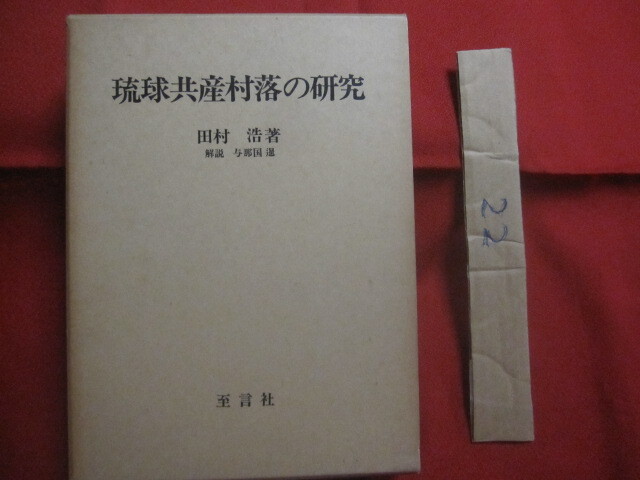 琉球共産村落の研究
田村 浩著
解説 与那国 暹
至言社
22